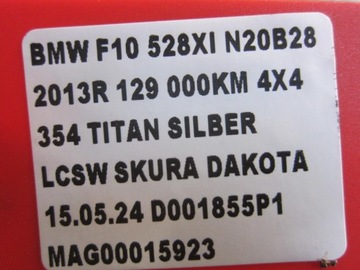 BMW F10 528XI N20B28
2013R 129 000KM 4X4
354 TITAN SILBER
LCSW SKURA DAKOTA
15.05.24 D001855P1
MAG00015923